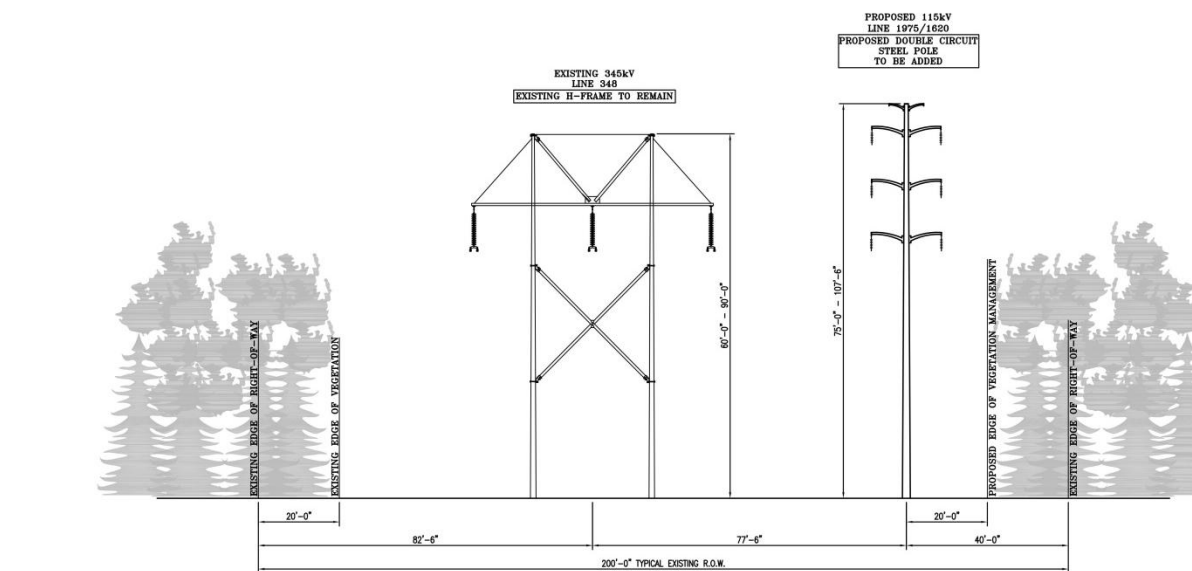 PROPOSED 115kV
LINE 1975/1620
PROPOSED DOUBLE CIRCUIT
STEEL POLE
TO BE ADDED
EXISTING 345kV
LINE 348
EXISTING H-FRAME TO REMAIN
EXISTING EDGE OF RIGHT-OF-WAY
EXISTING EDGE OF VEGETATION
60'-0" - 90'-0"
75'-0" - 107'-6"
PROPOSED EDGE OF VEGETATION MANAGEMENT
EXISTING EDGE OF RIGHT-OF-WAY
20'-0"
20'-0"
82'-6"
77'-6"
40'-0"
200'-0" TYPICAL EXISTING R.O.W.